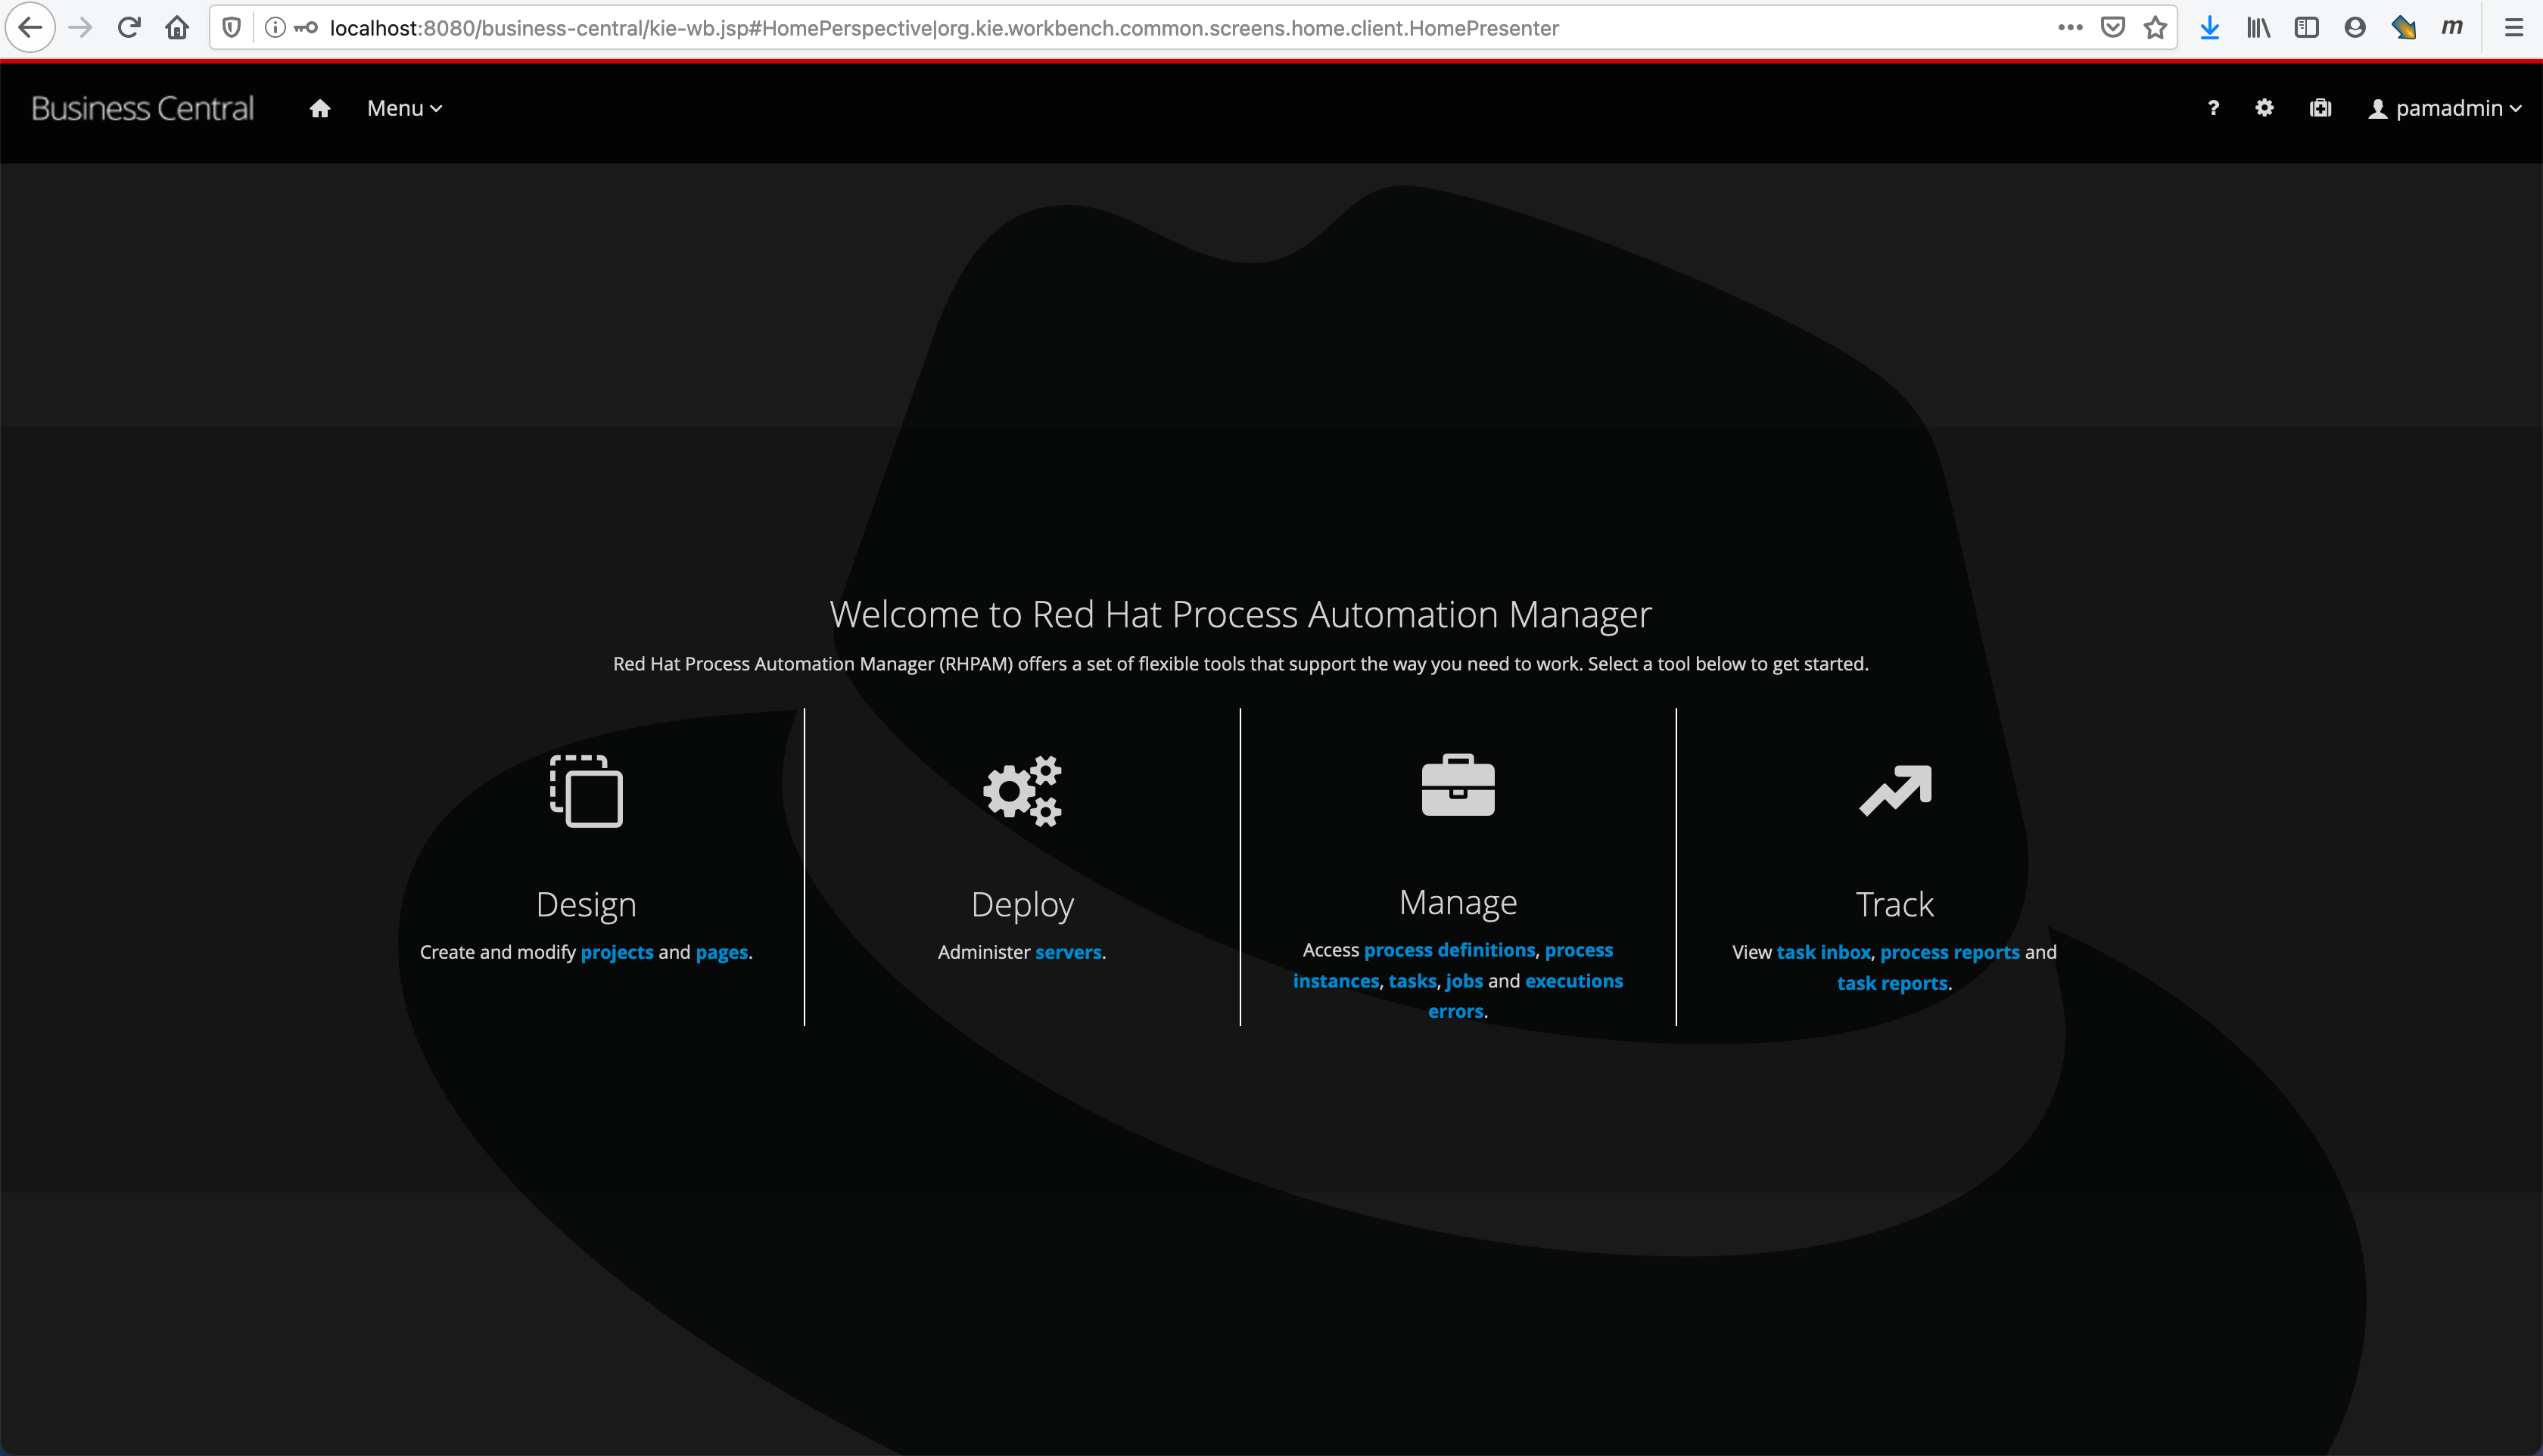 localhost:8080/business-central/kie-wb.jsp#HomePerspective|org.kie.workbench.common.screens.home.client.HomePresenter
m
Business Central
Menu
?
pamadmin
Welcome to Red Hat Process Automation Manager
Red Hat Process Automation Manager (RHPAM) offers a set of flexible tools that support the way you need to work. Select a tool below to get started.
Design
Create and modify projects and pages.
Deploy
Administer servers.
Manage
Access process definitions, process
instances, tasks, jobs and executions
errors.
Track
View task inbox, process reports and
task reports.